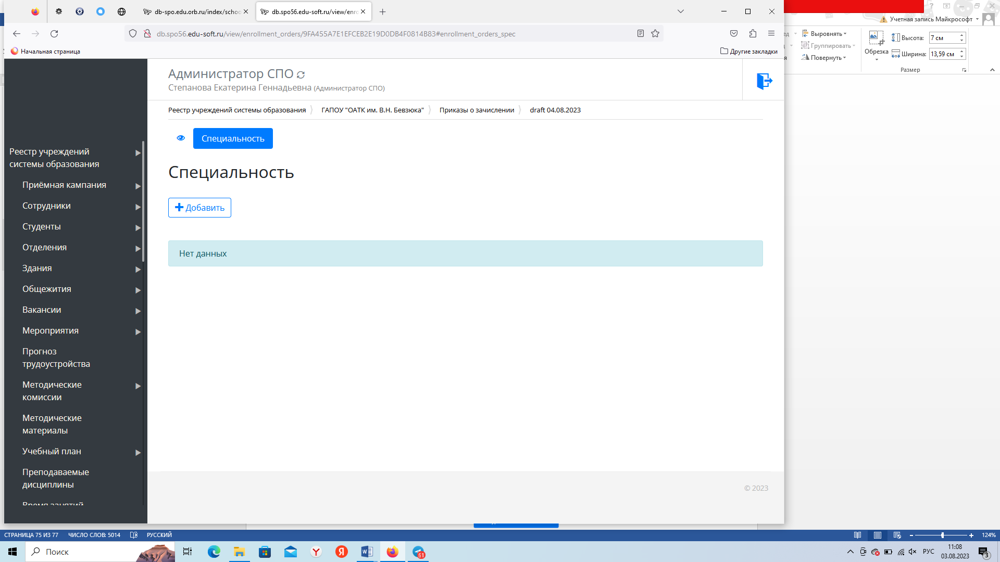 db-spo.edu.orb.ru/index/schoo
db.spo56.edu-soft.ru/view/enro
Учетная запись Майкрософт
db.spo56.edu-soft.ru/view/enrollment_orders/9FA455A7E1EFCEB2E19D0DB4F0814B83#enrollment_orders_spec
Выровнять
Группировать
Повернуть
Обрезка
Высота: 7 см
Ширина: 13,59 см
Размер
Начальная страница
Другие закладки
Администратор СПО
Степанова Екатерина Геннадьевна (Администратор СПО)
Реестр учреждений системы образования
ГАПОУ "ОАТК им. В.Н. Бевзюка"
Приказы о зачислении
draft 04.08.2023
Специальность
Специальность
Добавить
Нет данных
Реестр учреждений
системы образования
Приёмная кампания
Сотрудники
Студенты
Отделения
Здания
Общежития
Вакансии
Мероприятия
Прогноз
трудоустройства
Методические
комиссии
Методические
материалы
Учебный план
Преподаваемые
дисциплины
Время занятий
© 2023
СТРАНИЦА 75 ИЗ 77
ЧИСЛО СЛОВ: 5014
РУССКИЙ
124%
Поиск
61
РУС
11:08
03.08.2023
3